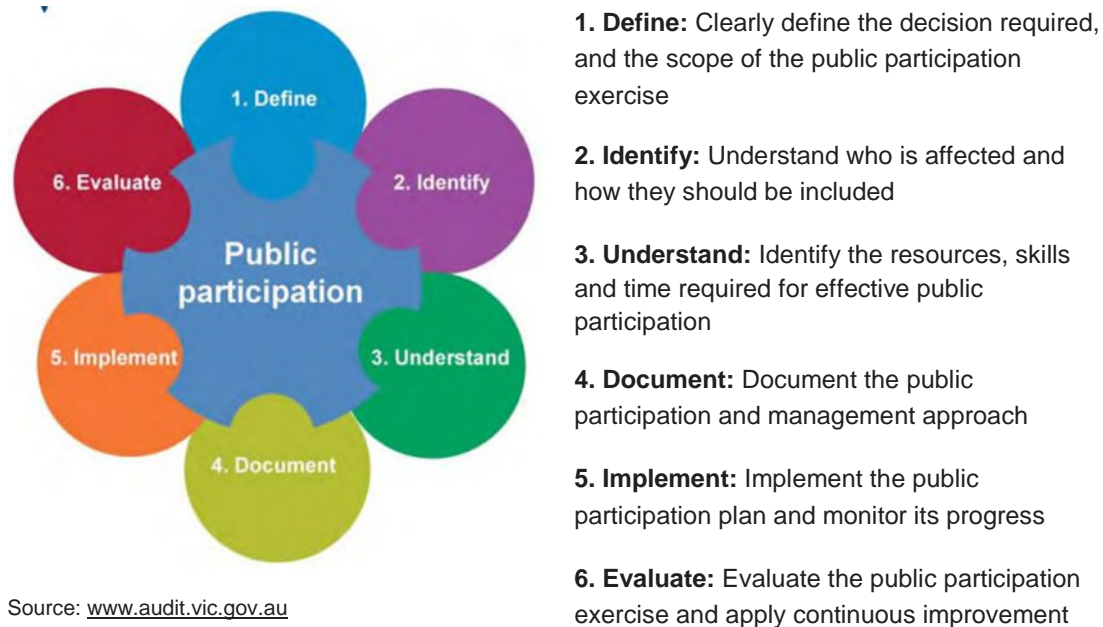 1. Define
2. Identify
3. Understand
4. Document
5. Implement
6. Evaluate
Public
participation
Source: www.audit.vic.gov.au
1. Define: Clearly define the decision required,
and the scope of the public participation
exercise
2. Identify: Understand who is affected and
how they should be included
3. Understand: Identify the resources, skills
and time required for effective public
participation
4. Document: Document the public
participation and management approach
5. Implement: Implement the public
participation plan and monitor its progress
6. Evaluate: Evaluate the public participation
exercise and apply continuous improvement